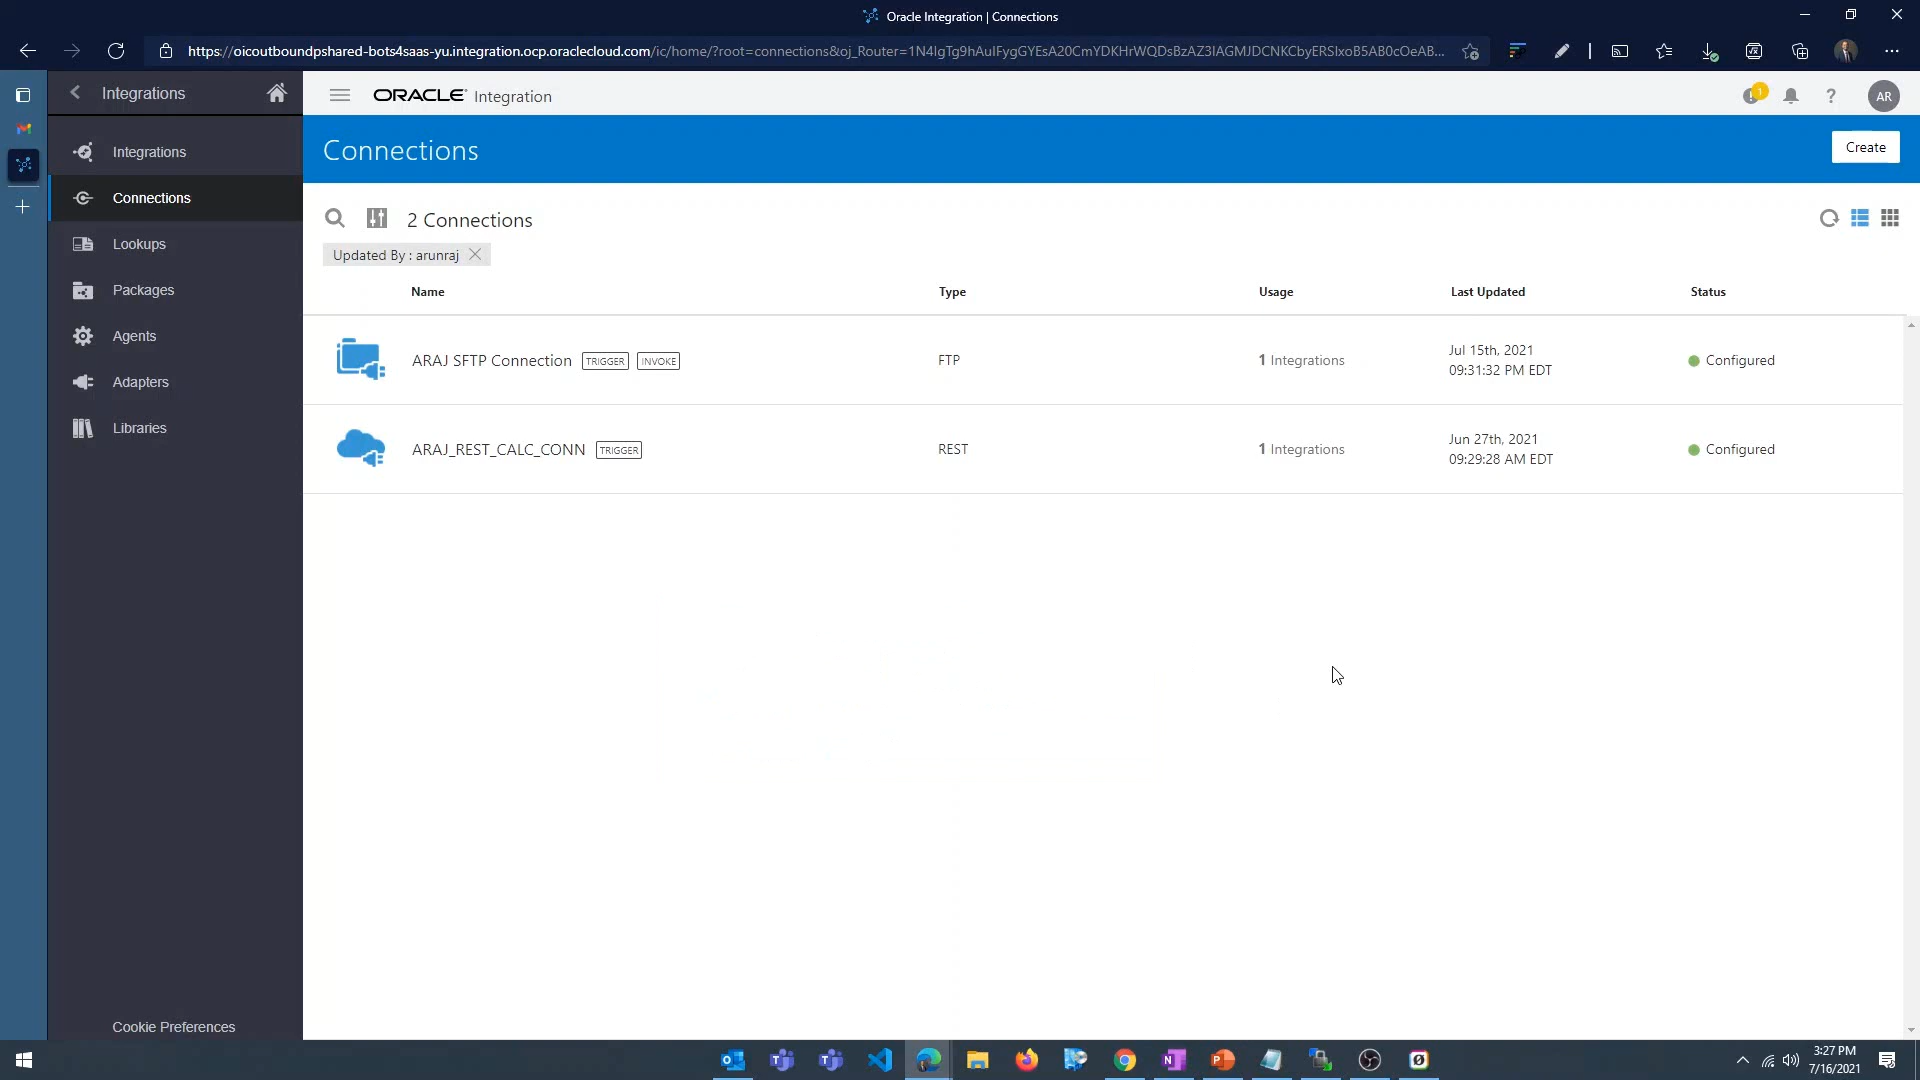 Oracle Integration | Connections
https://oicoutboundpshared-bots4saas-yu.integration.ocp.oraclecloud.com/ic/home/?root=connections&oj_Router=1N4IgTg9hAuIFygGYEsA20CmYDKHrWQDsBzAZ3IAGMJDCNKCbyERSIxoB5AB0cOeAB...
Integrations
ORACLE Integration
1
AR
Integrations
Connections
Lookups
Packages
Agents
Adapters
Libraries
Cookie Preferences
Connections
Create
2 Connections
Updated By : arunraj
Name Type Usage Last Updated Status
ARAJ SFTP Connection TRIGGER INVOKE FTP 1 Integrations Jul 15th, 2021 Configured
09:31:32 PM EDT
ARAJ_REST_CALC_CONN TRIGGER REST 1 Integrations Jun 27th, 2021 Configured
09:29:28 AM EDT
3:27 PM
7/16/2021